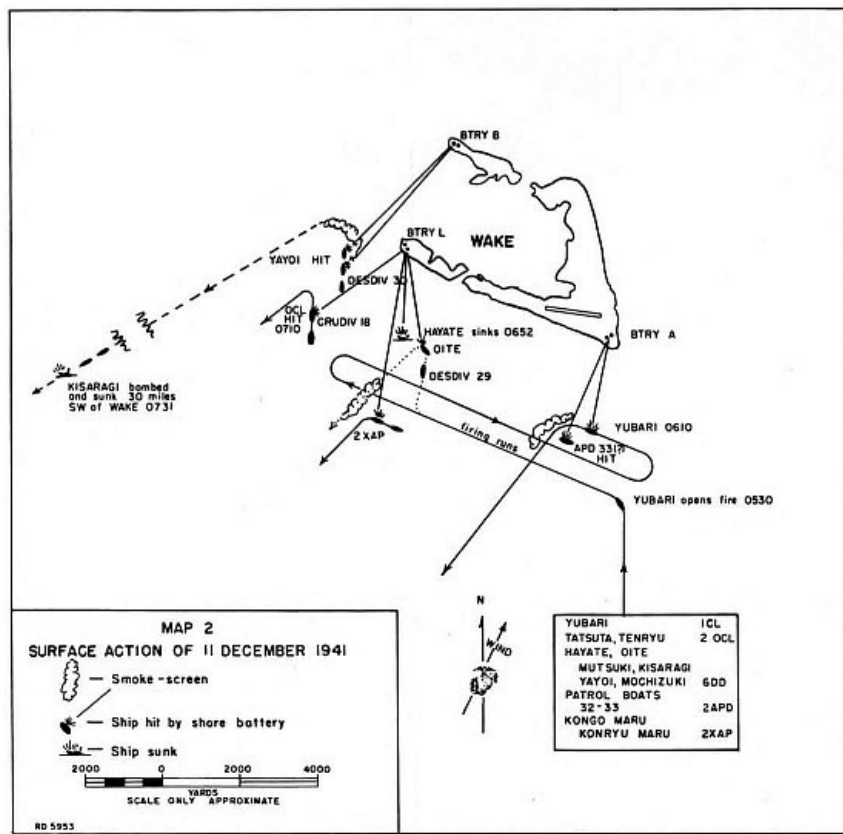 BTRY B
BTRY L
WAKE
YAYOI HIT
DESDIV 30
OCL
HIT
0710
CRUDIV 18
HAYATE sinks 0652
OITE
BTRY A
DESDIV 29
KISARAGI bombed
and sunk 30 miles
SW of WAKE 0731
2XAP
firing runs
YUBARI 0610
APD 33[?]
HIT
YUBARI opens fire 0530
N
WIND
MAP 2
SURFACE ACTION OF 11 DECEMBER 1941
Smoke-screen
Ship hit by shore battery
Ship sunk
2000 0 2000 4000
YARDS
SCALE ONLY APPROXIMATE
YUBARI 1CL
TATSUTA, TENRYU 2 OCL
HAYATE, OITE
MUTSUKI, KISARAGI
YAYOI, MOCHIZUKI 6DD
PATROL BOATS
32-33 2APD
KONGO MARU
KONRYU MARU 2XAP
RD 5953